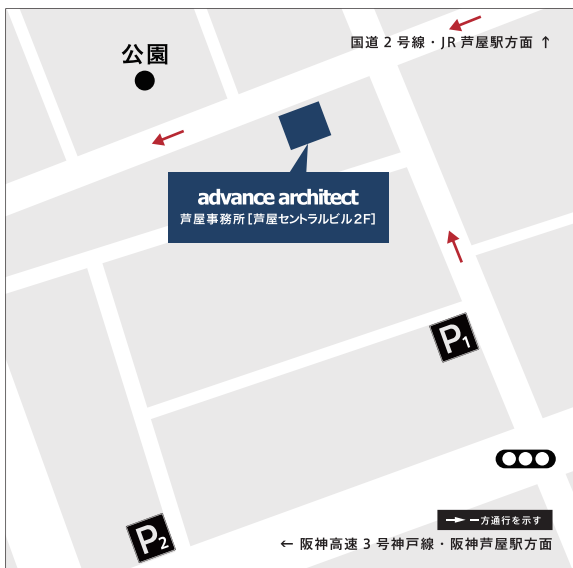 国道2号線・JR芦屋駅方面 ↑
公園
advance architect
芦屋事務所[芦屋セントラルビル2F]
P1
P2
→ 一方通行を示す
← 阪神高速3号神戸線・阪神芦屋駅方面